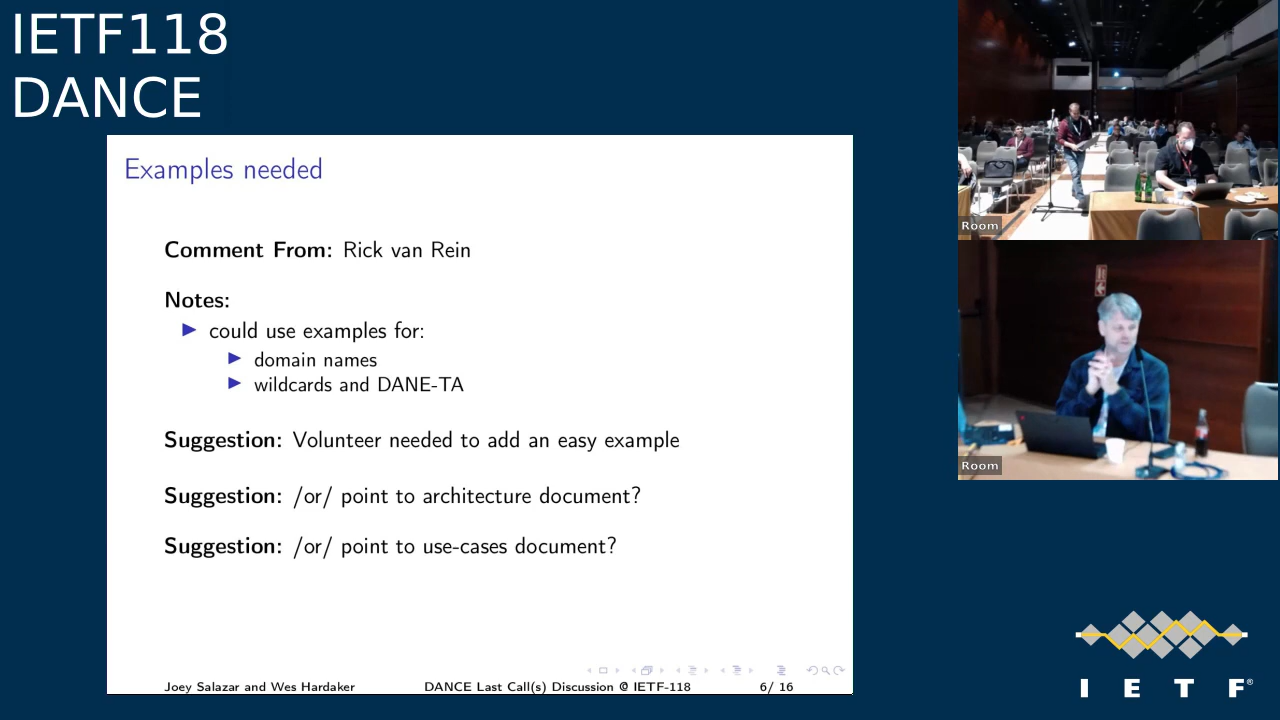 IETF118
DANCE
Examples needed
Comment From: Rick van Rein
Notes:
could use examples for:
domain names
wildcards and DANE-TA
Suggestion: Volunteer needed to add an easy example
Suggestion: /or/ point to architecture document?
Suggestion: /or/ point to use-cases document?
Joey Salazar and Wes Hardaker
DANCE Last Call(s) Discussion @ IETF-118
6/ 16
Room
Room
I E T F®